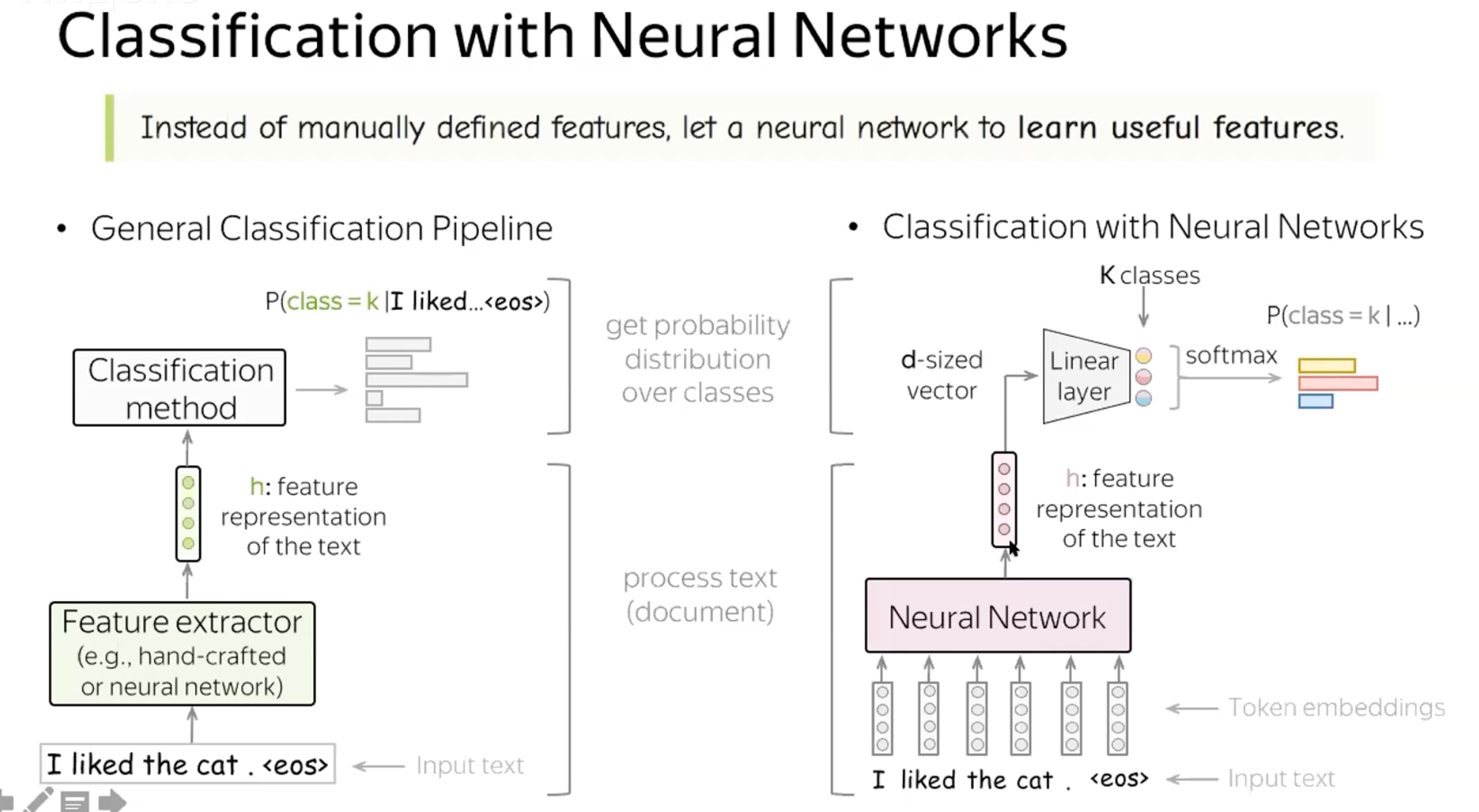 Classification with Neural Networks
Instead of manually defined features, let a neural network to learn useful features.
• General Classification Pipeline
P(class = k |I liked...<eos>)
Classification
method
h: feature
representation
of the text
Feature extractor
(e.g., hand-crafted
or neural network)
I liked the cat . <eos>
Input text
get probability
distribution
over classes
process text
(document)
• Classification with Neural Networks
K classes
P(class = k | ...)
d-sized
vector
Linear
layer
softmax
h: feature
representation
of the text
Neural Network
Token embeddings
I liked the cat . <eos>
Input text